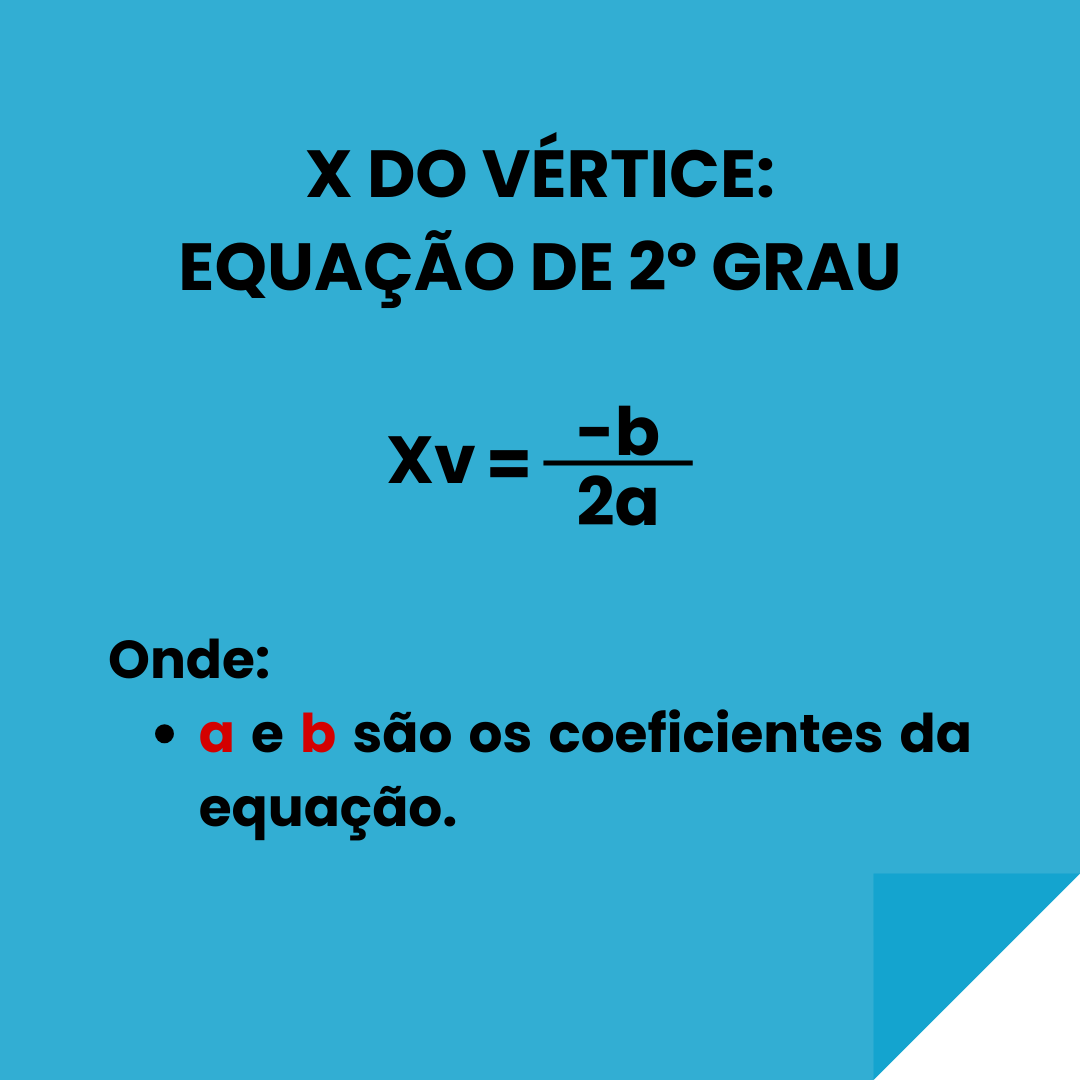 X DO VÉRTICE:
EQUAÇÃO DE 2º GRAU
Xv = -b
2a
Onde:
• a e b são os coeficientes da
equação.